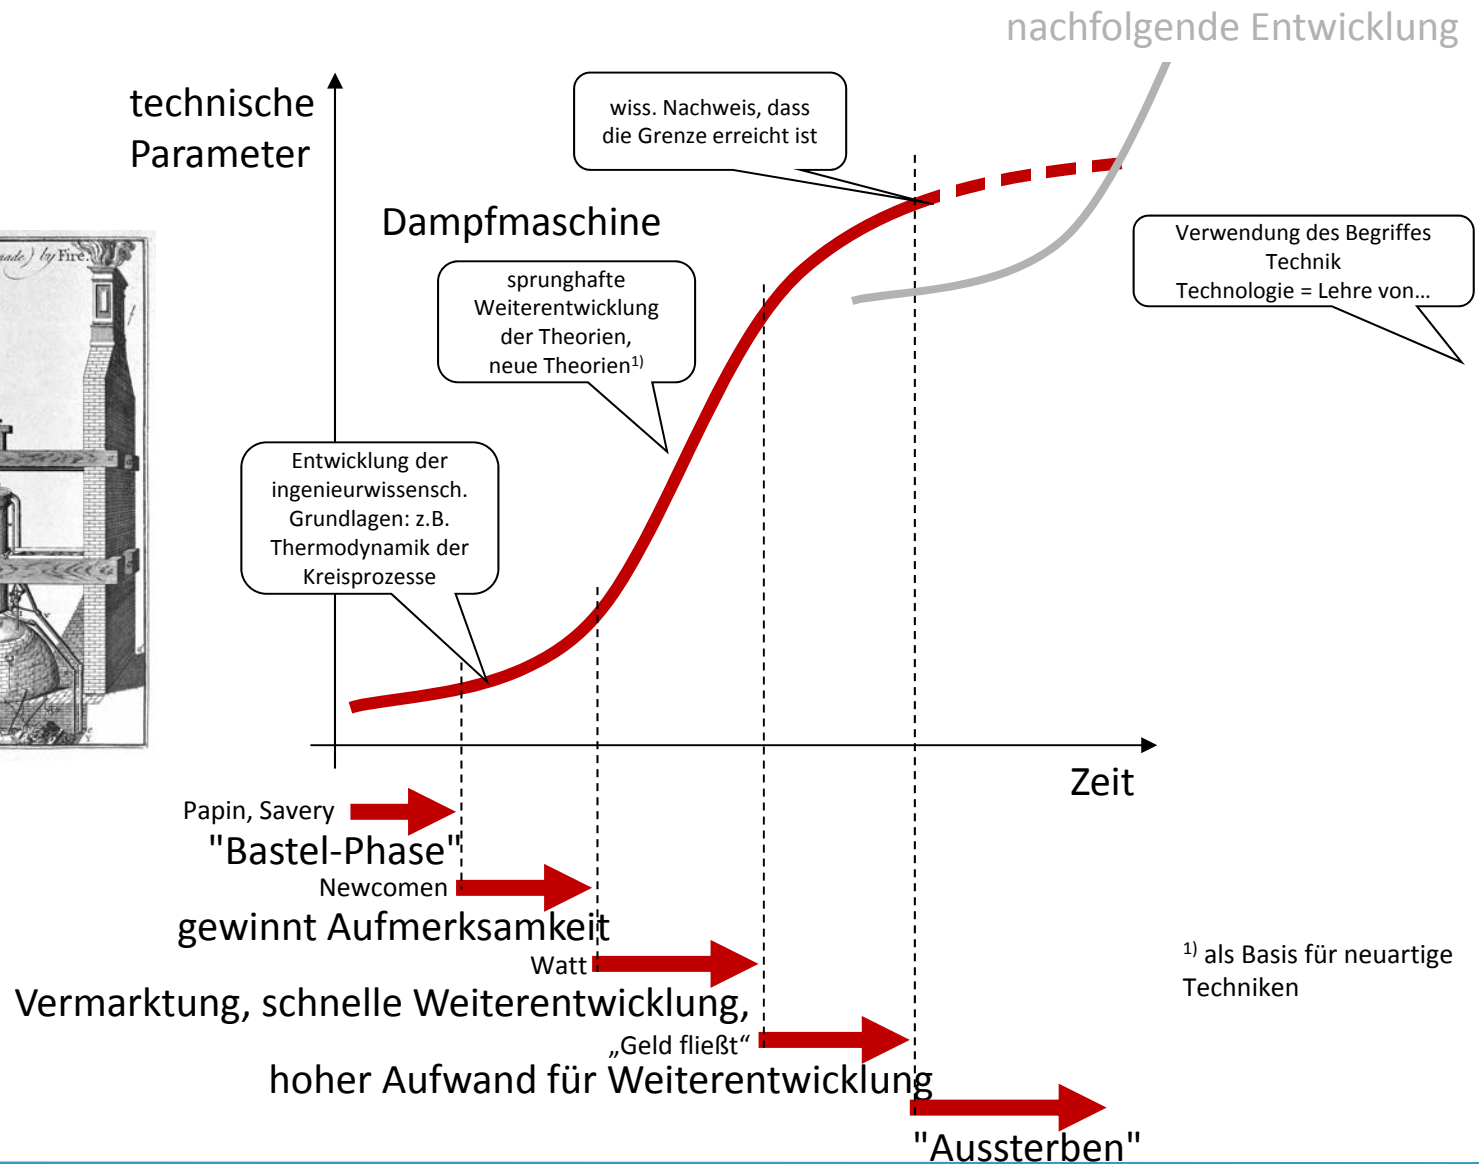 nachfolgende Entwicklung
technische
Parameter
wiss. Nachweis, dass
die Grenze erreicht ist
Dampfmaschine
made) by Fire.
Verwendung des Begriffes
Technik
Technologie = Lehre von…
sprunghafte
Weiterentwicklung
der Theorien,
neue Theorien¹⁾
Entwicklung der
ingenieurwissensch.
Grundlagen: z.B.
Thermodynamik der
Kreisprozesse
Zeit
Papin, Savery
"Bastel-Phase"
Newcomen
gewinnt Aufmerksamkeit
Watt
Vermarktung, schnelle Weiterentwicklung,
„Geld fließt“
hoher Aufwand für Weiterentwicklung
"Aussterben"
¹⁾ als Basis für neuartige
Techniken